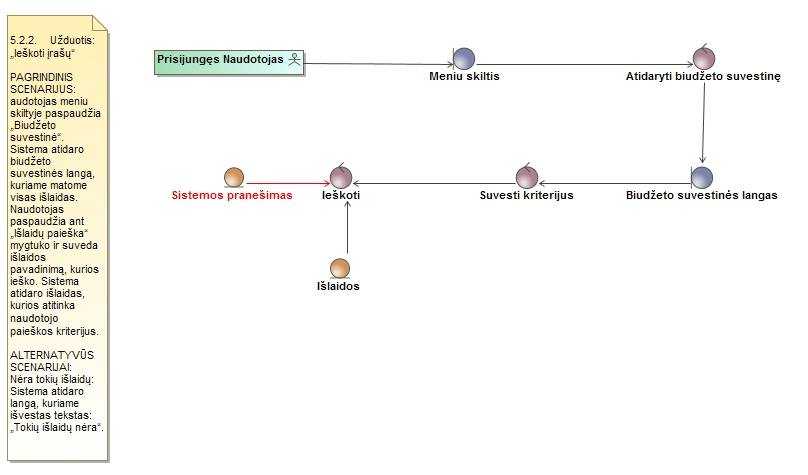 5.2.2. Užduotis:
„Ieškoti įrašų“
PAGRINDINIS
SCENARIJUS:
audotojas meniu
skiltyje paspaudžia
„Biudžeto
suvestinė“.
Sistema atidaro
biudžeto
suvestinės langą,
kuriame matome
visas išlaidas.
Naudotojas
paspaudžia ant
„Išlaidų paieška“
mygtuko ir suveda
išlaidos
pavadinimą, kurios
ieško. Sistema
atidaro išlaidas,
kurios atitinka
naudotojo
paieškos kriterijus.
ALTERNATYVŪS
SCENARIJAI:
Nėra tokių išlaidų:
Sistema atidaro
langą, kuriame
išvestas tekstas:
„Tokių išlaidų nėra“.
Prisijungęs Naudotojas
Meniu skiltis
Atidaryti biudžeto suvestinę
Sistemos pranešimas
Ieškoti
Suvesti kriterijus
Biudžeto suvestinės langas
Išlaidos